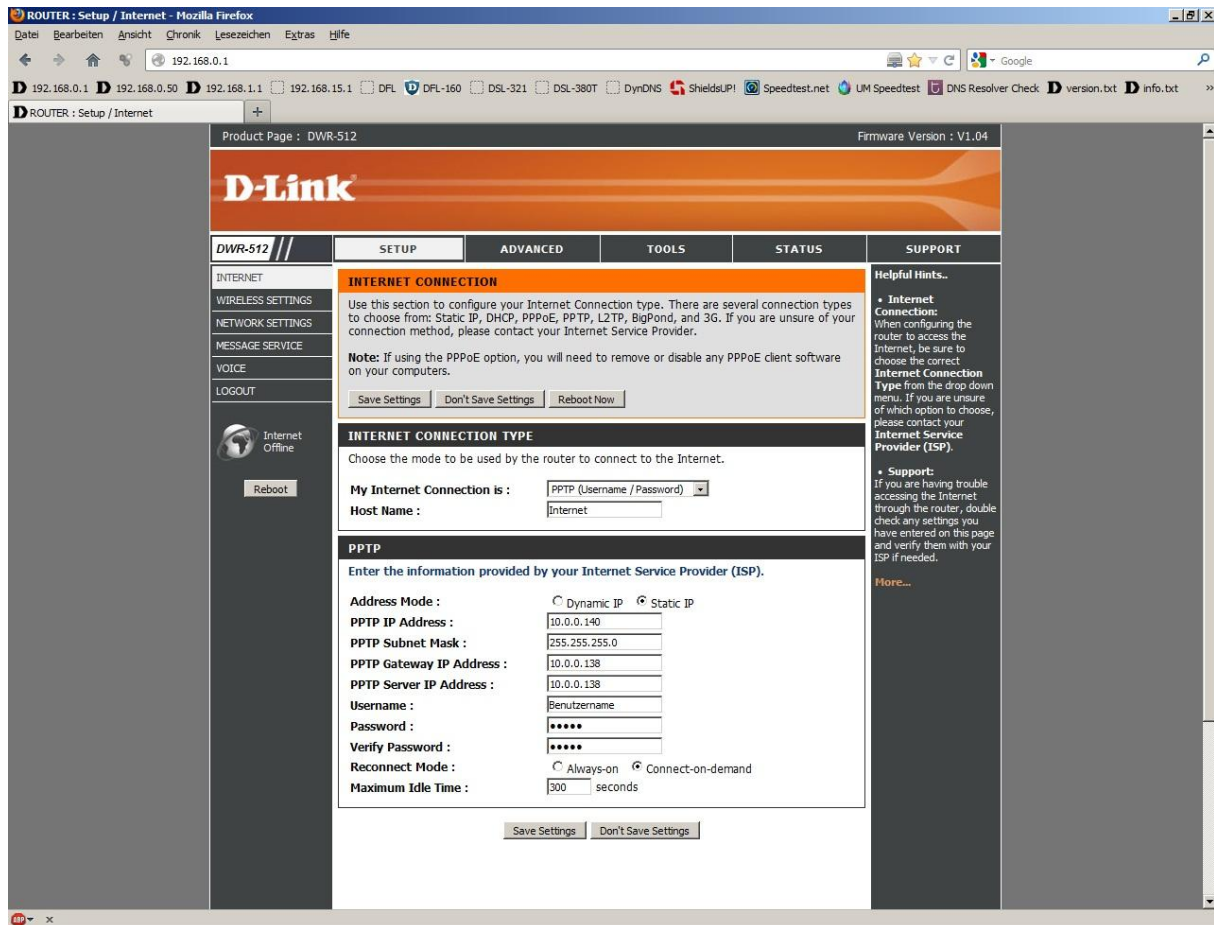 ROUTER : Setup / Internet - Mozilla Firefox
Datei Bearbeiten Ansicht Chronik Lesezeichen Extras Hilfe
192.168.0.1 Google
192.168.0.1 192.168.0.50 192.168.1.1 192.168.15.1 DFL DFL-160 DSL-321 DSL-380T DynDNS ShieldsUP! Speedtest.net UM Speedtest DNS Resolver Check version.txt info.txt »
ROUTER : Setup / Internet +
Product Page : DWR-512 Firmware Version : V1.04
D-Link
DWR-512 SETUP ADVANCED TOOLS STATUS SUPPORT
INTERNET
WIRELESS SETTINGS
NETWORK SETTINGS
MESSAGE SERVICE
VOICE
LOGOUT
Internet
Offline
Reboot
INTERNET CONNECTION
Use this section to configure your Internet Connection type. There are several connection types
to choose from: Static IP, DHCP, PPPoE, PPTP, L2TP, BigPond, and 3G. If you are unsure of your
connection method, please contact your Internet Service Provider.
Note: If using the PPPoE option, you will need to remove or disable any PPPoE client software
on your computers.
Save Settings Don't Save Settings Reboot Now
INTERNET CONNECTION TYPE
Choose the mode to be used by the router to connect to the Internet.
My Internet Connection is : PPTP (Username / Password)
Host Name : Internet
PPTP
Enter the information provided by your Internet Service Provider (ISP).
Address Mode : Dynamic IP Static IP
PPTP IP Address : 10.0.0.140
PPTP Subnet Mask : 255.255.255.0
PPTP Gateway IP Address : 10.0.0.138
PPTP Server IP Address : 10.0.0.138
Username : Benutzername
Password : •••••
Verify Password : •••••
Reconnect Mode : Always-on Connect-on-demand
Maximum Idle Time : 300 seconds
Save Settings Don't Save Settings
Helpful Hints..
• Internet
Connection:
When configuring the
router to access the
Internet, be sure to
choose the correct
Internet Connection
Type from the drop down
menu. If you are unsure
of which option to choose,
please contact your
Internet Service
Provider (ISP).
• Support:
If you are having trouble
accessing the Internet
through the router, double
check any settings you
have entered on this page
and verify them with your
ISP if needed.
More...
ABP x